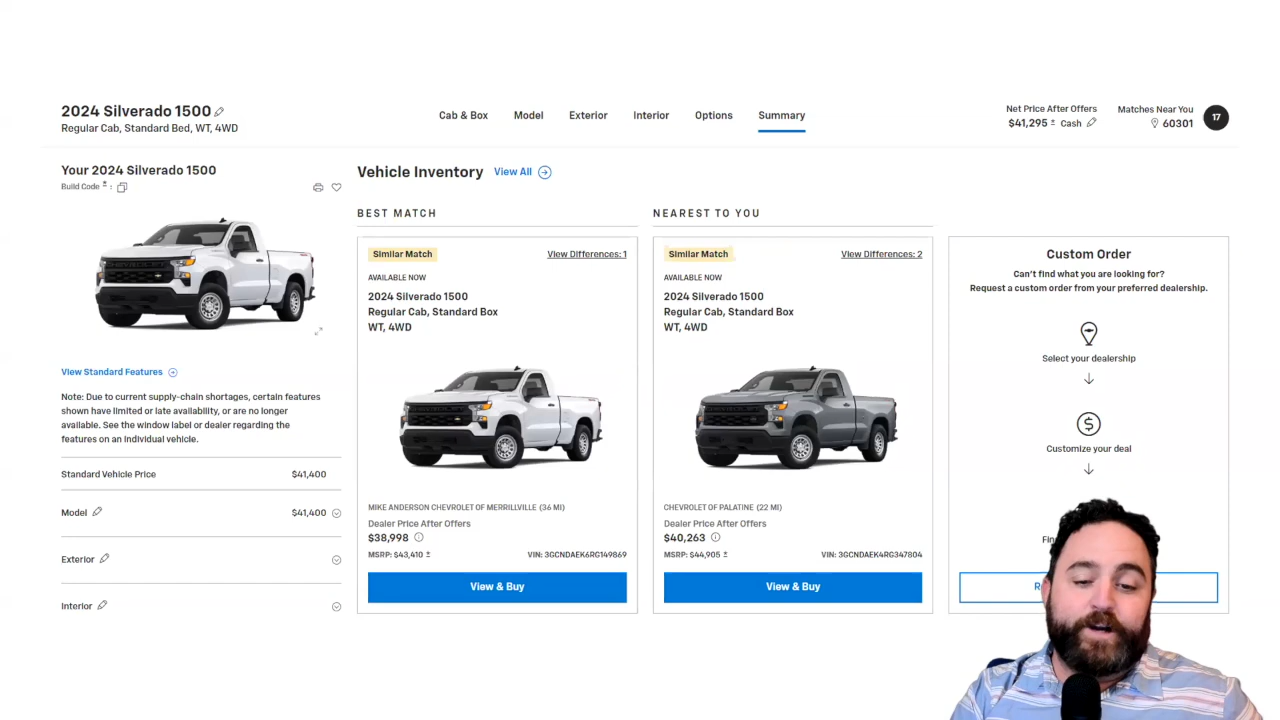 2024 Silverado 1500
Regular Cab, Standard Bed, WT, 4WD
Cab & Box
Model
Exterior
Interior
Options
Summary
Net Price After Offers
$41,295 ± Cash
Matches Near You
60301
17
Your 2024 Silverado 1500
Build Code ± :
View Standard Features
Note: Due to current supply-chain shortages, certain features
shown have limited or late availability, or are no longer
available. See the window label or dealer regarding the
features on an individual vehicle.
Standard Vehicle Price $41,400
Model $41,400
Exterior
Interior
Vehicle Inventory View All
BEST MATCH
Similar Match View Differences: 1
AVAILABLE NOW
2024 Silverado 1500
Regular Cab, Standard Box
WT, 4WD
MIKE ANDERSON CHEVROLET OF MERRILLVILLE (36 MI)
Dealer Price After Offers
$38,998
MSRP: $43,410 ± VIN: 3GCNDAEK6RG149869
View & Buy
NEAREST TO YOU
Similar Match View Differences: 2
AVAILABLE NOW
2024 Silverado 1500
Regular Cab, Standard Box
WT, 4WD
CHEVROLET OF PALATINE (22 MI)
Dealer Price After Offers
$40,263
MSRP: $44,905 ± VIN: 3GCNDAEK4RG347804
View & Buy
Custom Order
Can't find what you are looking for?
Request a custom order from your preferred dealership.
Select your dealership
Customize your deal